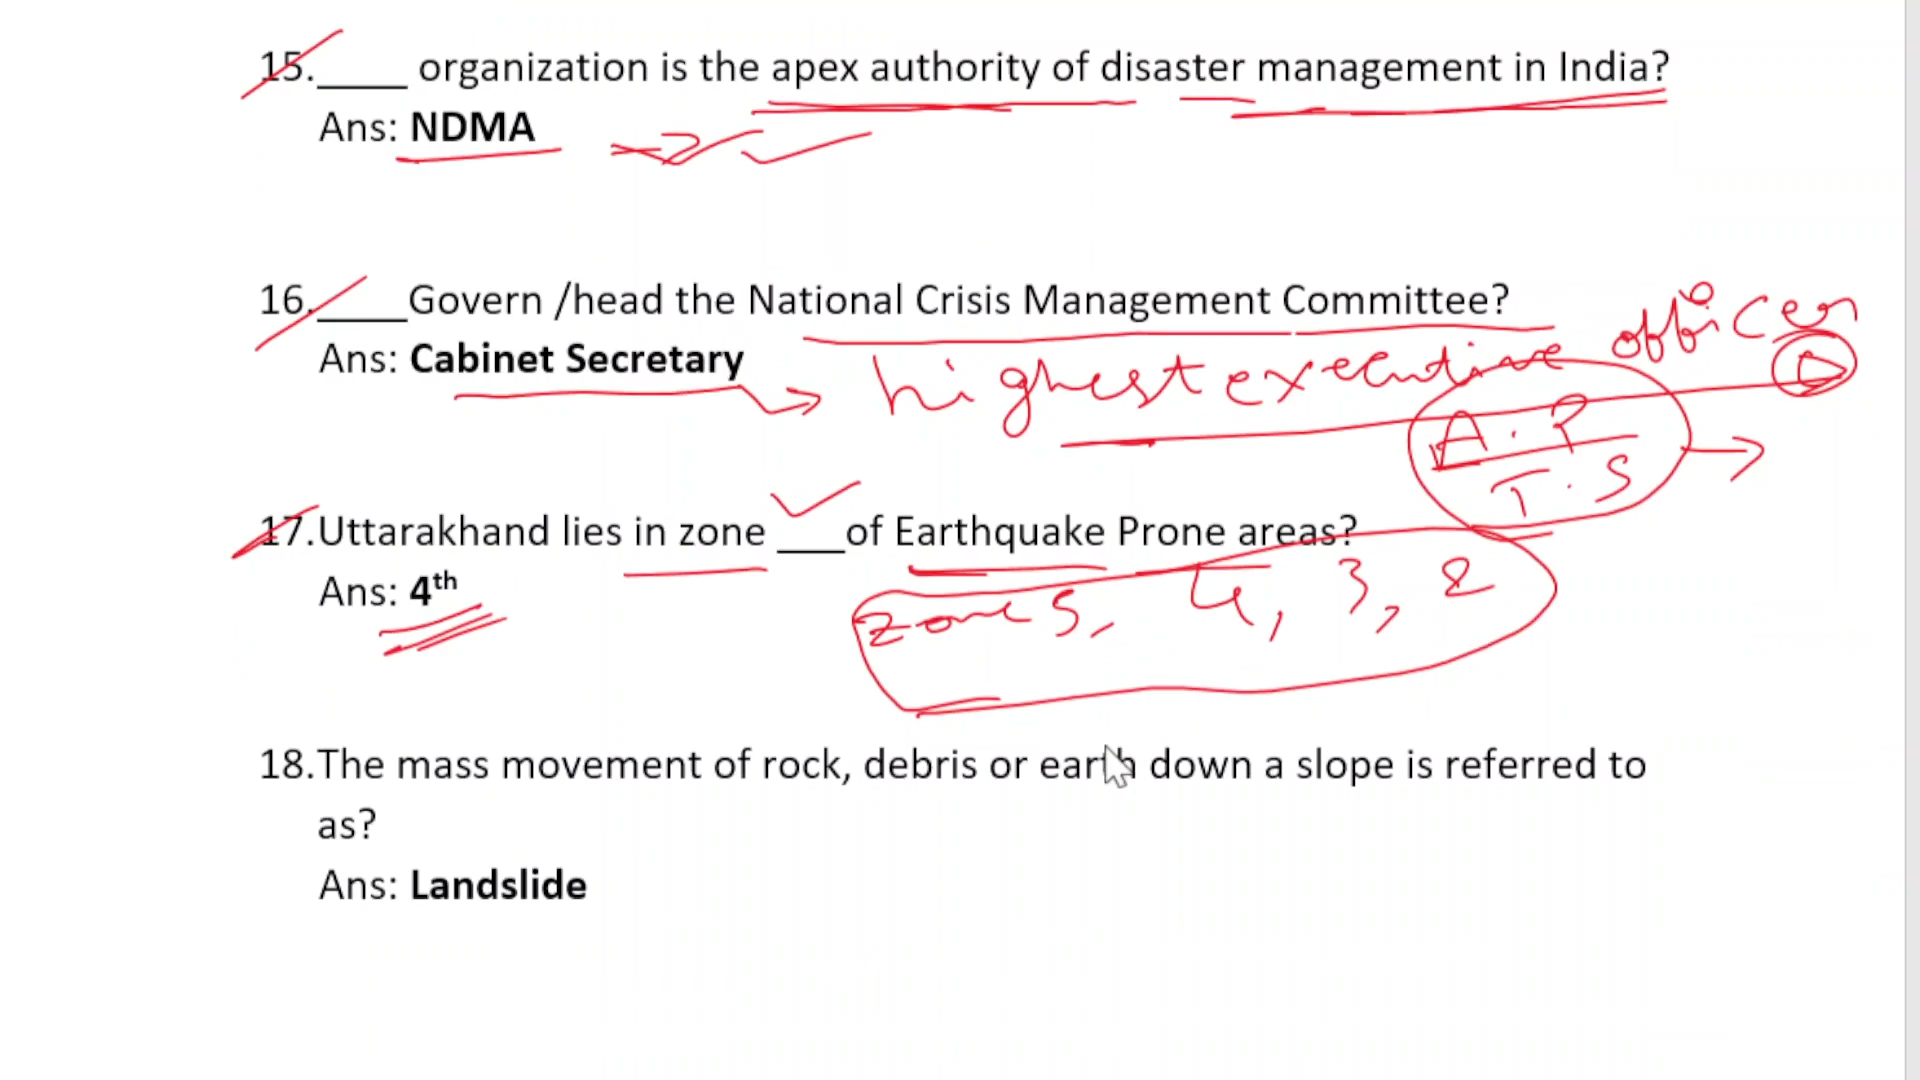 15.____ organization is the apex authority of disaster management in India?
Ans: NDMA
16.____Govern /head the National Crisis Management Committee?
Ans: Cabinet Secretary
highest executive officer
A.P
T.S
17.Uttarakhand lies in zone ___of Earthquake Prone areas?
Ans: 4th
zone 5, 4, 3, 2
18.The mass movement of rock, debris or earth down a slope is referred to
as?
Ans: Landslide